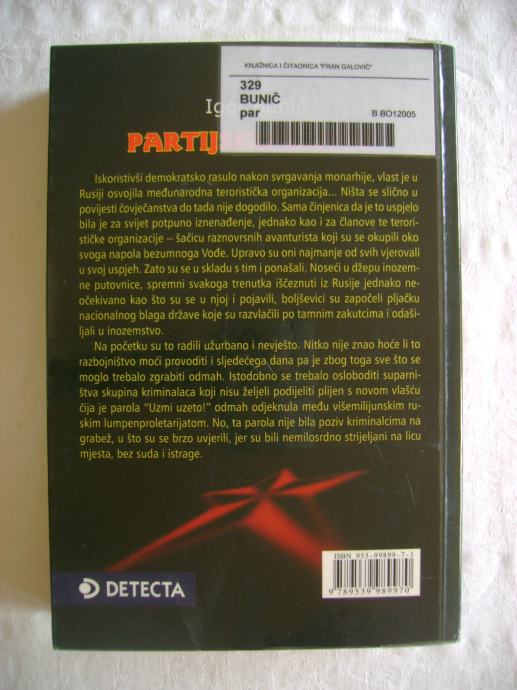 KNJIŽNICA I ČITAONICA "FRAN GALOVIĆ"
329
BUNIČ
par
B BO12005
Iskoristivši demokratsko rasulo nakon svrgavanja monarhije, vlast je u
Rusiji osvojila međunarodna teroristička organizacija... Ništa se slično u
povijesti čovječanstva do tada nije dogodilo. Sama činjenica da je to uspjelo
bila je za svijet potpuno iznenađenje, jednako kao i za članove te terori-
stičke organizacije – šačicu raznovrsnih avanturista koji su se okupili oko
svoga napola bezumnoga Vođe. Upravo su oni najmanje od svih vjerovali
u svoj uspjeh. Zato su se u skladu s tim i ponašali. Noseći u džepu inozem-
ne putovnice, spremni svakoga trenutka iščeznuti iz Rusije jednako ne-
očekivano kao što su se u njoj i pojavili, boljševici su započeli pljačku
nacionalnog blaga države koje su razvlačili po tamnim zakutcima i odaši-
ljali u inozemstvo.
Na početku su to radili užurbano i nevješto. Nitko nije znao hoće li to
razbojništvo moći provoditi i sljedećega dana pa je zbog toga sve što se
moglo trebalo zgrabiti odmah. Istodobno se trebalo osloboditi suparni-
štva skupina kriminalaca koji nisu željeli podijeliti plijen s novom vlašću
čija je parola "Uzmi uzeto!" odmah odjeknula među višemilijunskim ru-
skim lumpenproletarijatom. No, ta parola nije bila poziv kriminalcima na
grabež, u što su se brzo uvjerili, jer su bili nemilosrdno strijeljani na licu
mjesta, bez suda i istrage.
ISBN 953-99899-7-3
9 789539 989970
DETECTA